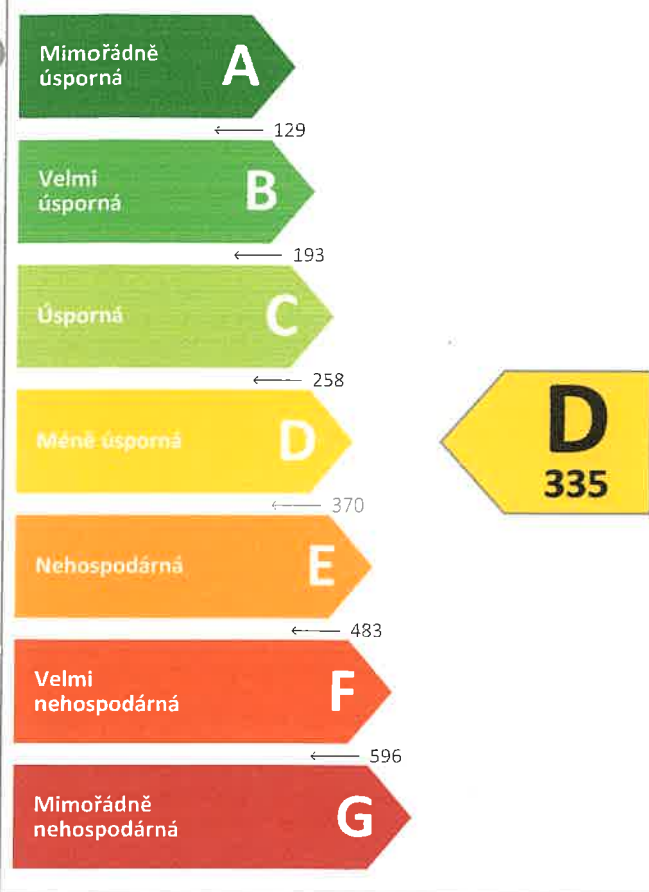 Mimořádně
úsporná
A
← 129
Velmi
úsporná
B
← 193
Úsporná
C
← 258
Méně úsporná
D
← 370
D
335
Nehospodárná
E
← 483
Velmi
nehospodárná
F
← 596
Mimořádně
nehospodárná
G